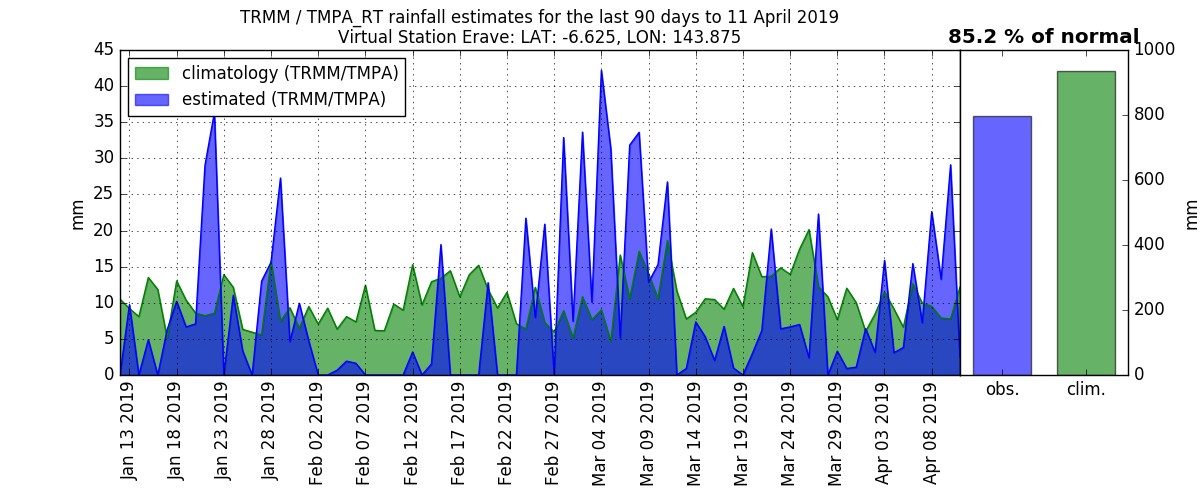 TRMM / TMPA_RT rainfall estimates for the last 90 days to 11 April 2019
Virtual Station Erave: LAT: -6.625, LON: 143.875
85.2 % of normal
climatology (TRMM/TMPA)
estimated (TRMM/TMPA)
mm
45
40
35
30
25
20
15
10
5
0
Jan 13 2019
Jan 18 2019
Jan 23 2019
Jan 28 2019
Feb 02 2019
Feb 07 2019
Feb 12 2019
Feb 17 2019
Feb 22 2019
Feb 27 2019
Mar 04 2019
Mar 09 2019
Mar 14 2019
Mar 19 2019
Mar 24 2019
Mar 29 2019
Apr 03 2019
Apr 08 2019
1000
800
600
400
200
0
mm
obs.
clim.